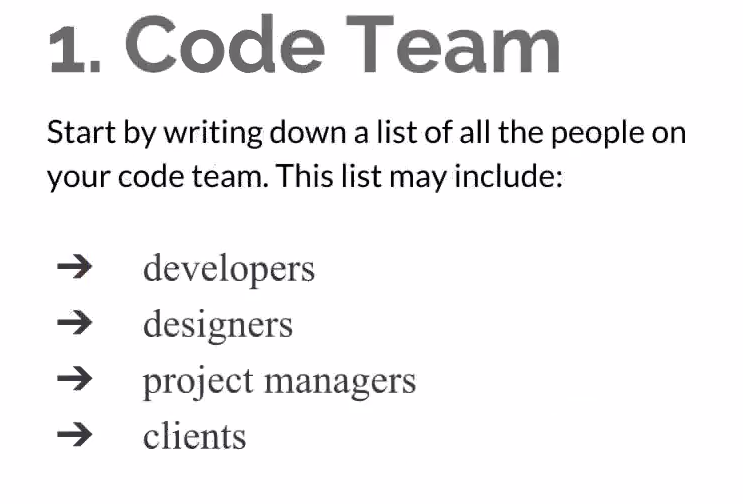 1. Code Team
Start by writing down a list of all the people on
your code team. This list may include:
➔ developers
➔ designers
➔ project managers
➔ clients